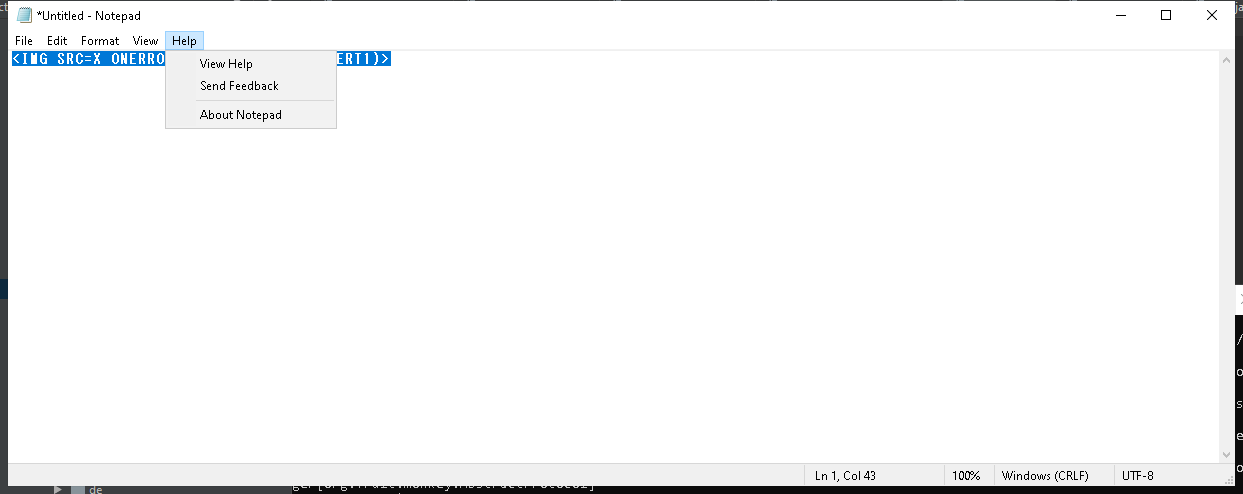 *Untitled - Notepad
File Edit Format View Help
<IMG SRC=X ONERRO ERT1)>
View Help
Send Feedback
About Notepad
Ln 1, Col 43 100% Windows (CRLF) UTF-8
de